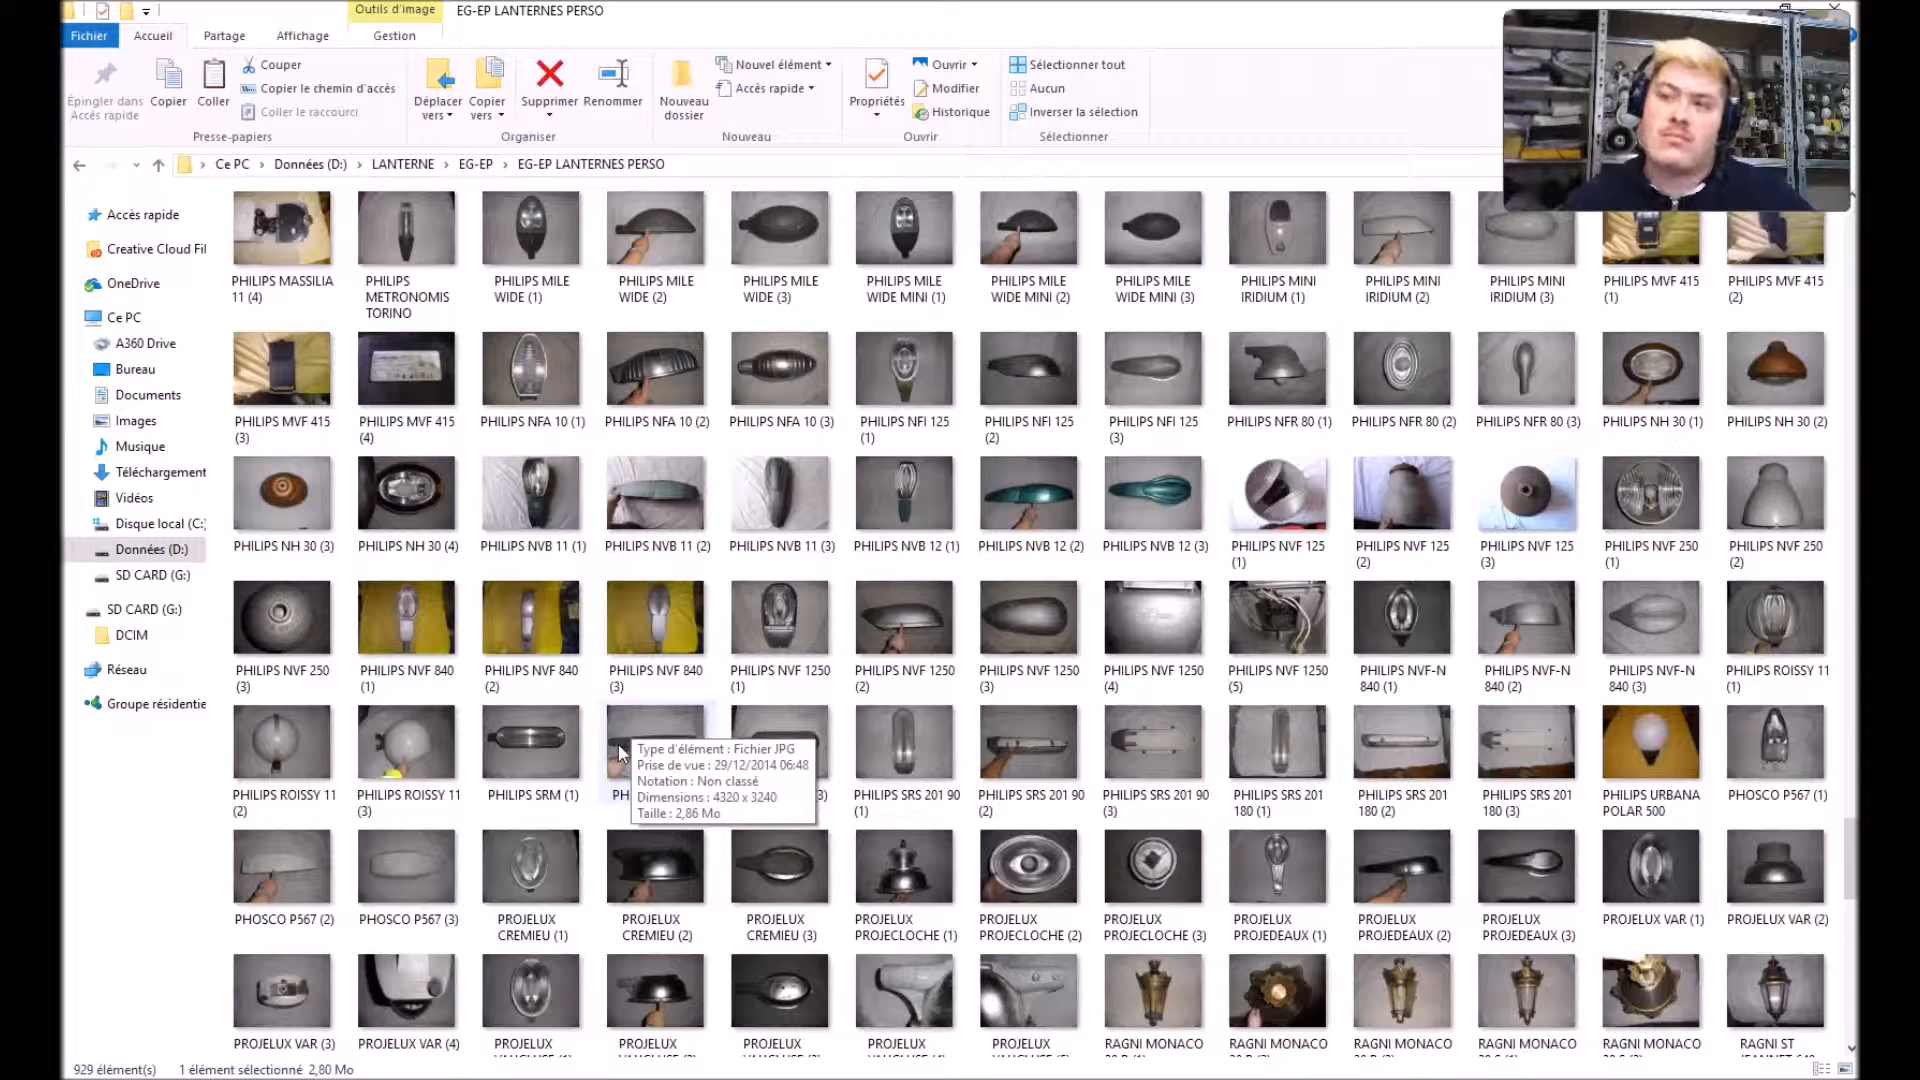 Outils d'image
EG-EP LANTERNES PERSO
Fichier
Accueil
Partage
Affichage
Gestion
Épingler dans
Accès rapide
Copier
Coller
Couper
Copier le chemin d'accès
Coller le raccourci
Presse-papiers
Déplacer
vers
Copier
vers
Supprimer
Renommer
Organiser
Nouveau
dossier
Nouvel élément
Accès rapide
Nouveau
Propriétés
Ouvrir
Modifier
Historique
Ouvrir
Sélectionner tout
Aucun
Inverser la sélection
Sélectionner
Ce PC
Données (D:)
LANTERNE
EG-EP
EG-EP LANTERNES PERSO
Accès rapide
Creative Cloud Fil
OneDrive
Ce PC
A360 Drive
Bureau
Documents
Images
Musique
Téléchargement
Vidéos
Disque local (C:)
Données (D:)
SD CARD (G:)
SD CARD (G:)
DCIM
Réseau
Groupe résidentie
PHILIPS MASSILIA
11 (4)
PHILIPS
METRONOMIS
TORINO
PHILIPS MILE
WIDE (1)
PHILIPS MILE
WIDE (2)
PHILIPS MILE
WIDE (3)
PHILIPS MILE
WIDE MINI (1)
PHILIPS MILE
WIDE MINI (2)
PHILIPS MILE
WIDE MINI (3)
PHILIPS MINI
IRIDIUM (1)
PHILIPS MINI
IRIDIUM (2)
PHILIPS MINI
IRIDIUM (3)
PHILIPS MVF 415
(1)
PHILIPS MVF 415
(2)
PHILIPS MVF 415
(3)
PHILIPS MVF 415
(4)
PHILIPS NFA 10 (1)
PHILIPS NFA 10 (2)
PHILIPS NFA 10 (3)
PHILIPS NFI 125
(1)
PHILIPS NFI 125
(2)
PHILIPS NFI 125
(3)
PHILIPS NFR 80 (1)
PHILIPS NFR 80 (2)
PHILIPS NFR 80 (3)
PHILIPS NH 30 (1)
PHILIPS NH 30 (2)
PHILIPS NH 30 (3)
PHILIPS NH 30 (4)
PHILIPS NVB 11 (1)
PHILIPS NVB 11 (2)
PHILIPS NVB 11 (3)
PHILIPS NVB 12 (1)
PHILIPS NVB 12 (2)
PHILIPS NVB 12 (3)
PHILIPS NVF 125
(1)
PHILIPS NVF 125
(2)
PHILIPS NVF 125
(3)
PHILIPS NVF 250
(1)
PHILIPS NVF 250
(2)
PHILIPS NVF 250
(3)
PHILIPS NVF 840
(1)
PHILIPS NVF 840
(2)
PHILIPS NVF 840
(3)
PHILIPS NVF 1250
(1)
PHILIPS NVF 1250
(2)
PHILIPS NVF 1250
(3)
PHILIPS NVF 1250
(4)
PHILIPS NVF 1250
(5)
PHILIPS NVF-N
840 (1)
PHILIPS NVF-N
840 (2)
PHILIPS NVF-N
840 (3)
PHILIPS ROISSY 11
(1)
PHILIPS ROISSY 11
(2)
PHILIPS ROISSY 11
(3)
PHILIPS SRM (1)
PH
Type d'élément : Fichier JPG
Prise de vue : 29/12/2014 06:48
Notation : Non classé
Dimensions : 4320 x 3240
Taille : 2,86 Mo
3)
PHILIPS SRS 201 90
(1)
PHILIPS SRS 201 90
(2)
PHILIPS SRS 201 90
(3)
PHILIPS SRS 201
180 (1)
PHILIPS SRS 201
180 (2)
PHILIPS SRS 201
180 (3)
PHILIPS URBANA
POLAR 500
PHOSCO P567 (1)
PHOSCO P567 (2)
PHOSCO P567 (3)
PROJELUX
CREMIEU (1)
PROJELUX
CREMIEU (2)
PROJELUX
CREMIEU (3)
PROJELUX
PROJECLOCHE (1)
PROJELUX
PROJECLOCHE (2)
PROJELUX
PROJECLOCHE (3)
PROJELUX
PROJEDEAUX (1)
PROJELUX
PROJEDEAUX (2)
PROJELUX
PROJEDEAUX (3)
PROJELUX VAR (1)
PROJELUX VAR (2)
PROJELUX VAR (3)
PROJELUX VAR (4)
PROJELUX
PROJELUX
PROJELUX
PROJELUX
PROJELUX
RAGNI MONACO
RAGNI MONACO
RAGNI MONACO
RAGNI MONACO
RAGNI MONACO
RAGNI ST
929 élément(s)
1 élément sélectionné 2,80 Mo